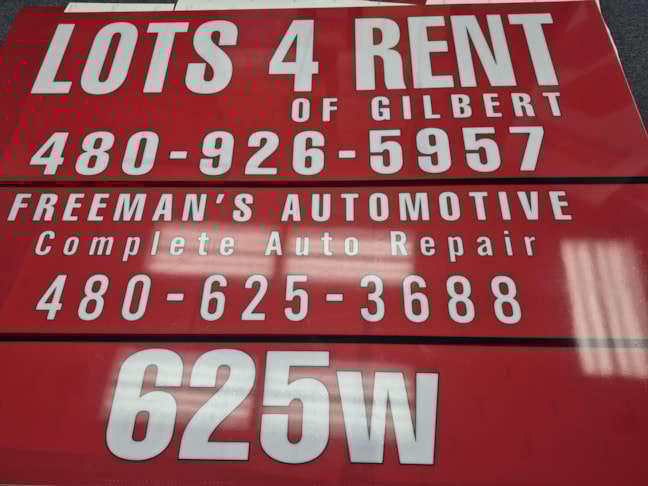 LOTS 4 RENT
OF GILBERT
480-926-5957
FREEMAN'S AUTOMOTIVE
Complete Auto Repair
480-625-3688
625W